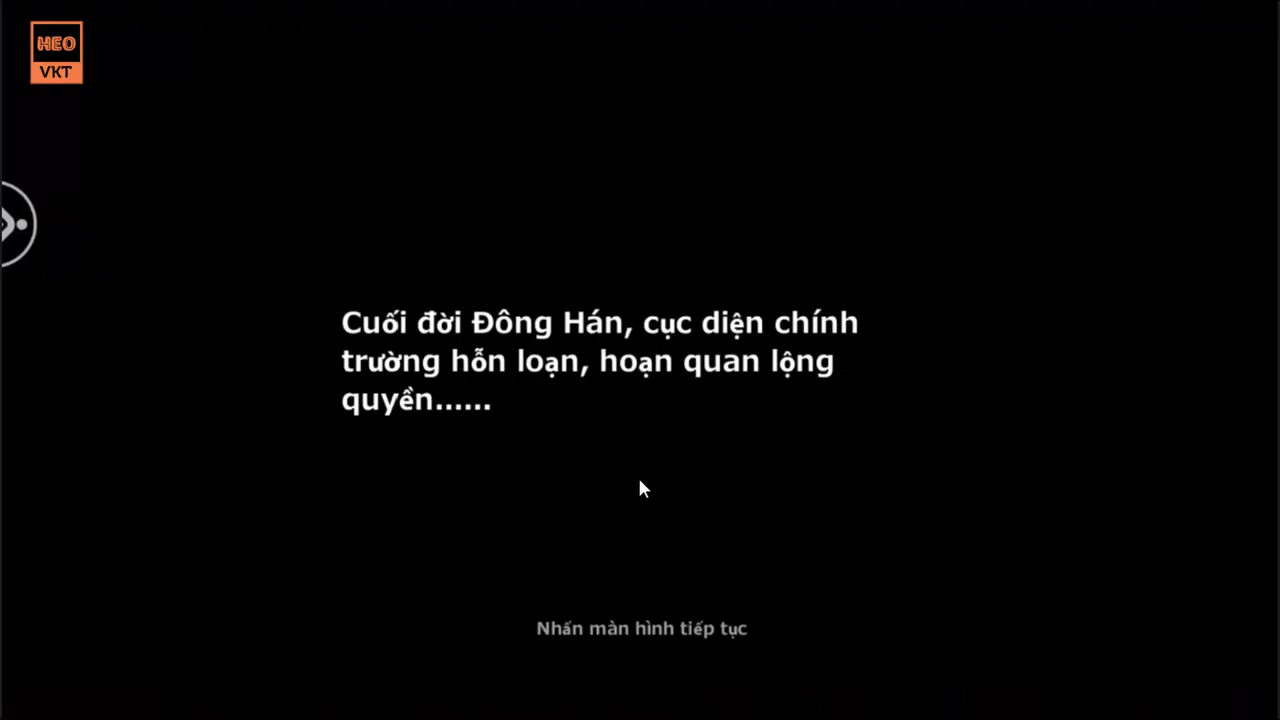 HEO
VKT
Cuối đời Đông Hán, cục diện chính
trường hỗn loạn, hoạn quan lộng
quyền......
Nhấn màn hình tiếp tục